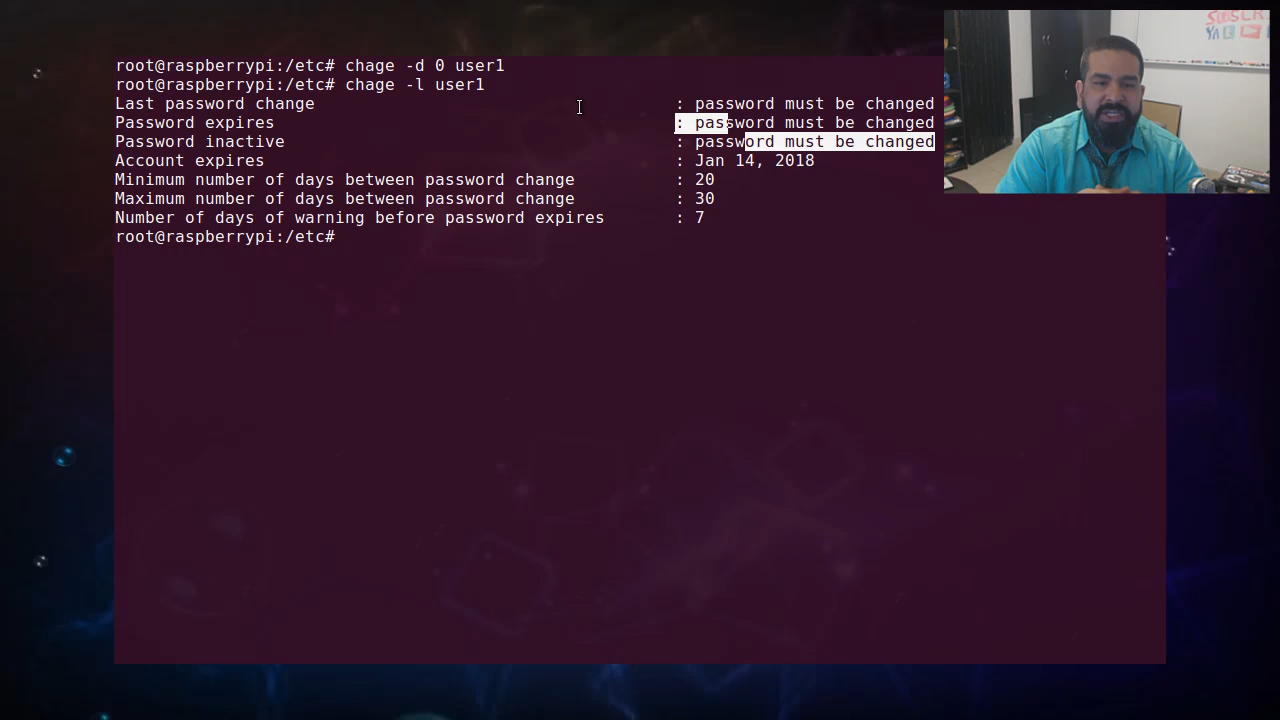 root@raspberrypi:/etc# chage -d 0 user1
root@raspberrypi:/etc# chage -l user1
Last password change : password must be changed
Password expires : password must be changed
Password inactive : password must be changed
Account expires : Jan 14, 2018
Minimum number of days between password change : 20
Maximum number of days between password change : 30
Number of days of warning before password expires : 7
root@raspberrypi:/etc#